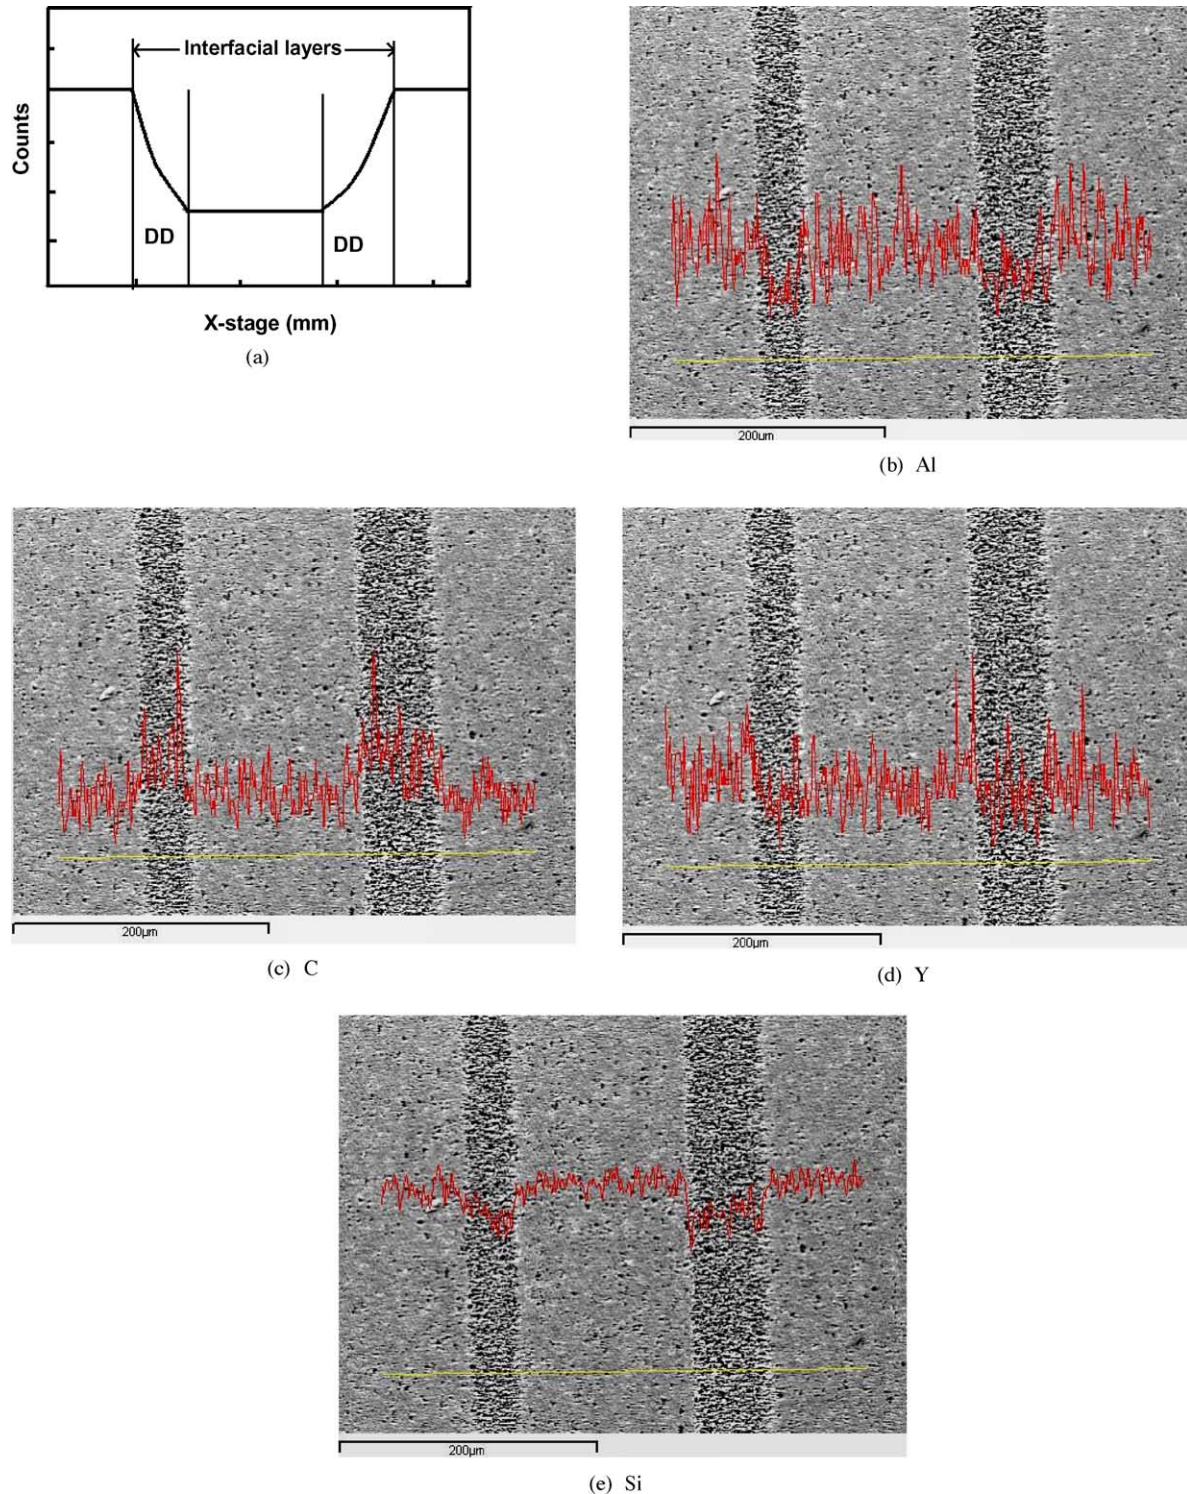 Interfacial layers
Counts
DD
DD
X-stage (mm)
(a)
200μm
(b) Al
200μm
(c) C
200μm
(d) Y
200μm
(e) Si